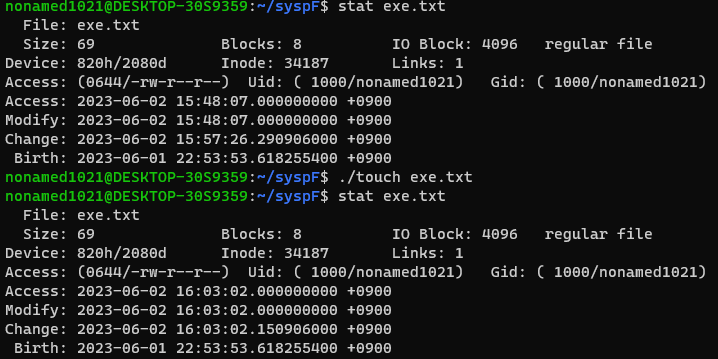 nonamed1021@DESKTOP-30S9359:~/syspF$ stat exe.txt
  File: exe.txt
  Size: 69              Blocks: 8          IO Block: 4096   regular file
Device: 820h/2080d      Inode: 34187       Links: 1
Access: (0644/-rw-r--r--)  Uid: ( 1000/nonamed1021)   Gid: ( 1000/nonamed1021)
Access: 2023-06-02 15:48:07.000000000 +0900
Modify: 2023-06-02 15:48:07.000000000 +0900
Change: 2023-06-02 15:57:26.290906000 +0900
 Birth: 2023-06-01 22:53:53.618255400 +0900
nonamed1021@DESKTOP-30S9359:~/syspF$ ./touch exe.txt
nonamed1021@DESKTOP-30S9359:~/syspF$ stat exe.txt
  File: exe.txt
  Size: 69              Blocks: 8          IO Block: 4096   regular file
Device: 820h/2080d      Inode: 34187       Links: 1
Access: (0644/-rw-r--r--)  Uid: ( 1000/nonamed1021)   Gid: ( 1000/nonamed1021)
Access: 2023-06-02 16:03:02.000000000 +0900
Modify: 2023-06-02 16:03:02.000000000 +0900
Change: 2023-06-02 16:03:02.150906000 +0900
 Birth: 2023-06-01 22:53:53.618255400 +0900